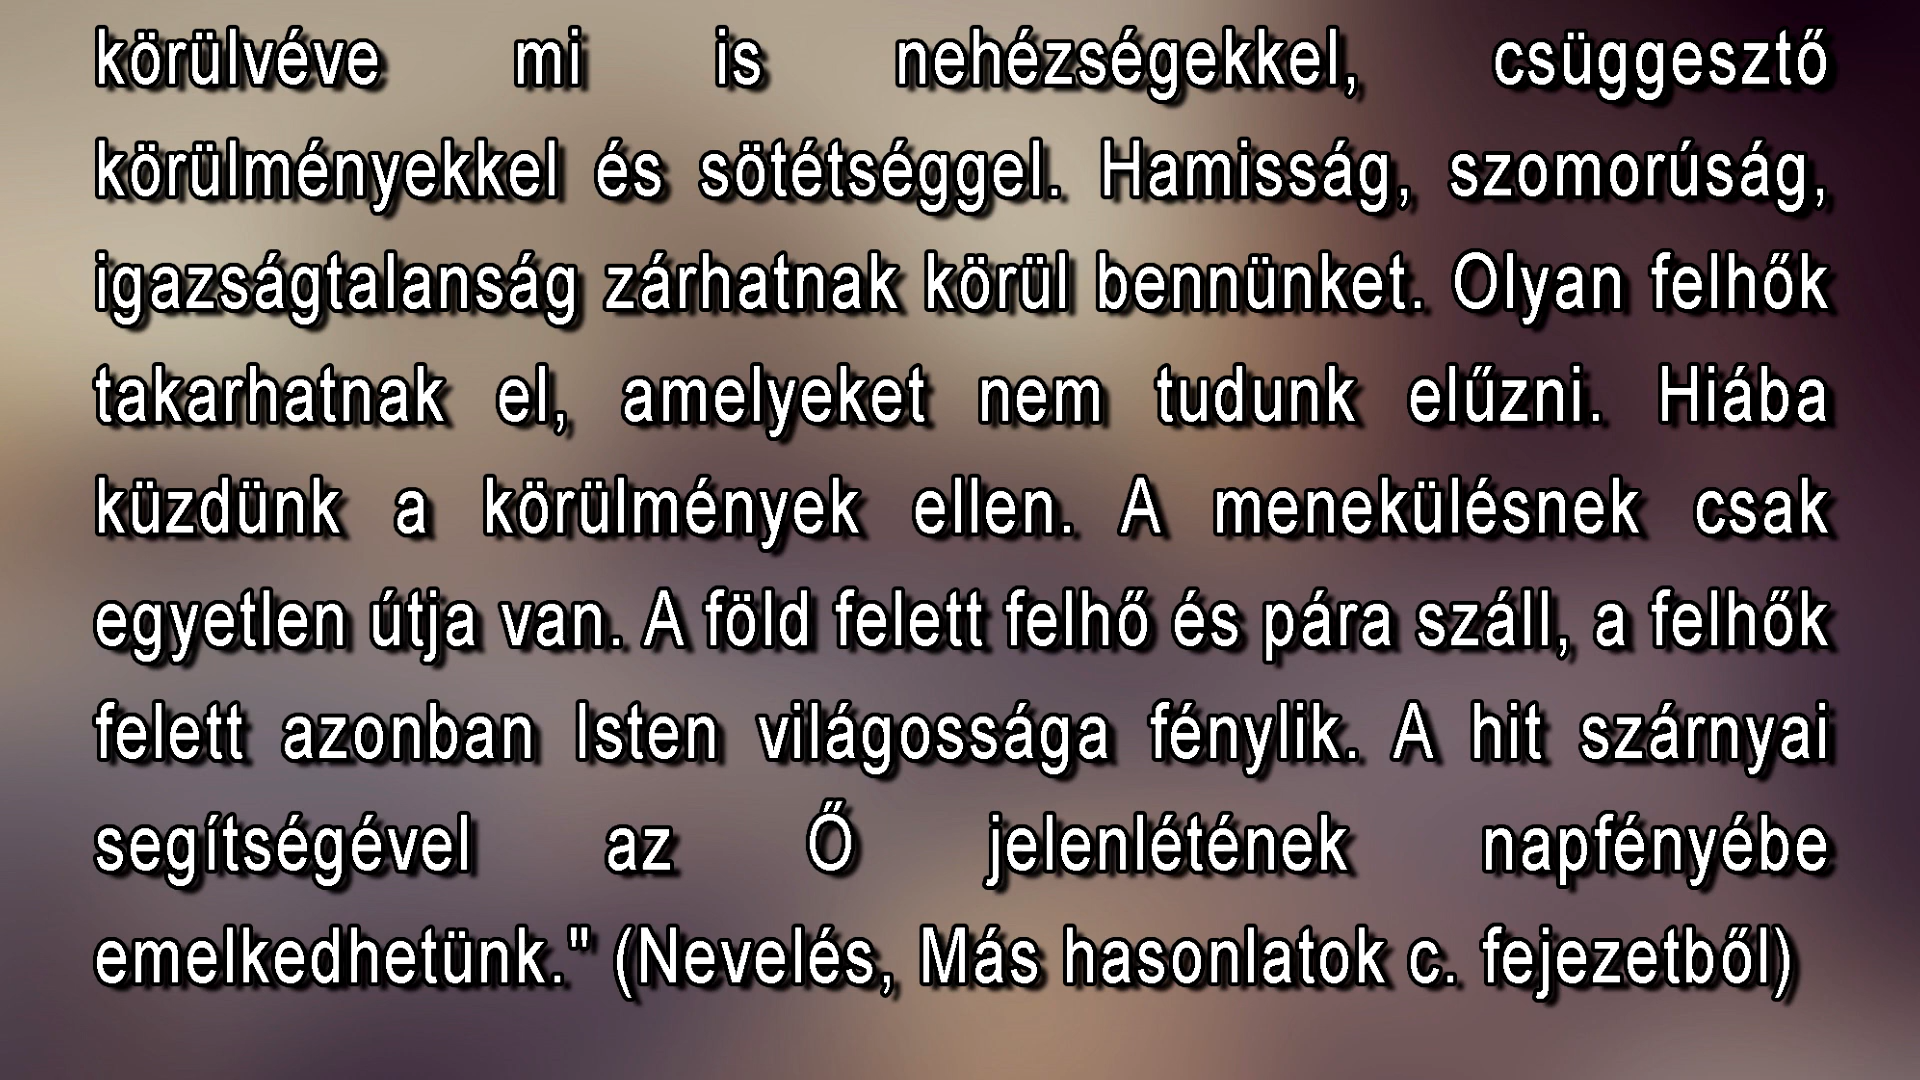 körülvéve mi is nehézségekkel, csüggesztő
körülményekkel és sötétséggel. Hamisság, szomorúság,
igazságtalanság zárhatnak körül bennünket. Olyan felhők
takarhatnak el, amelyeket nem tudunk elűzni. Hiába
küzdünk a körülmények ellen. A menekülésnek csak
egyetlen útja van. A föld felett felhő és pára száll, a felhők
felett azonban Isten világossága fénylik. A hit szárnyai
segítségével az Ő jelenlétének napfényébe
emelkedhetünk." (Nevelés, Más hasonlatok c. fejezetből)